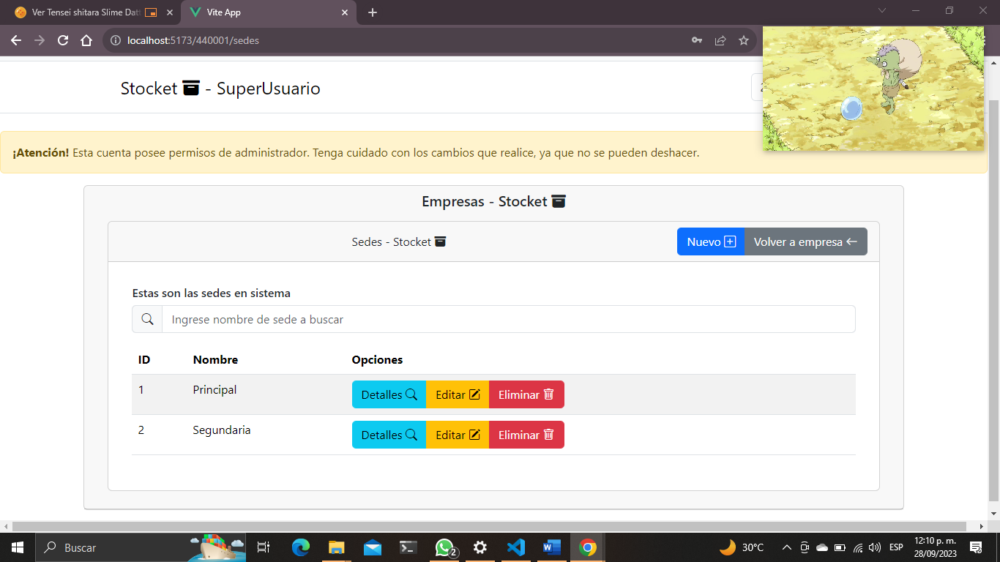 Ver Tensei shitara Slime Dat
Vite App
localhost:5173/440001/sedes
Stocket - SuperUsuario
¡Atención! Esta cuenta posee permisos de administrador. Tenga cuidado con los cambios que realice, ya que no se pueden deshacer.
Empresas - Stocket
Sedes - Stocket
Nuevo
Volver a empresa
Estas son las sedes en sistema
Ingrese nombre de sede a buscar
ID Nombre Opciones
1 Principal Detalles Editar Eliminar
2 Segundaria Detalles Editar Eliminar
Buscar
2
30°C
ESP
12:10 p. m.
28/09/2023